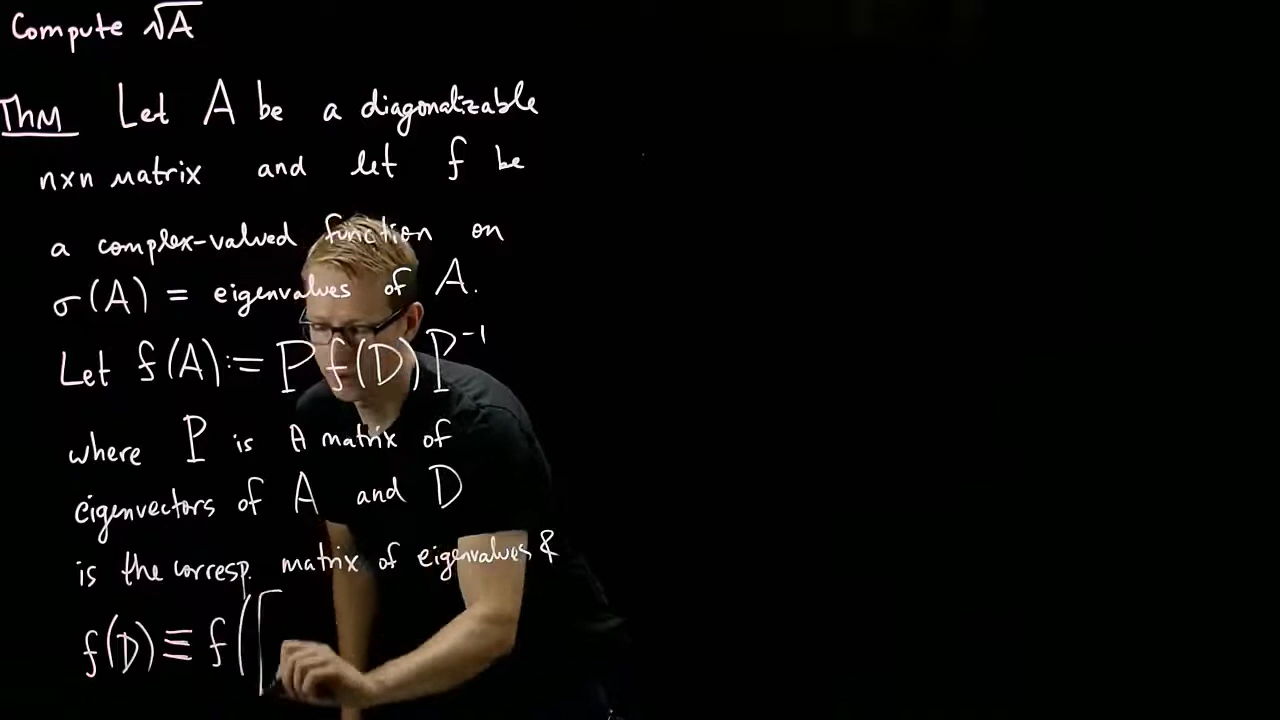 Compute √A
Thm Let A be a diagonalizable
n×n matrix and let f be
a complex-valued function on
σ(A) = eigenvalues of A.
Let f(A) := P f(D) P⁻¹
where P is A matrix of
eigenvectors of A and D
is the corresp. matrix of eigenvalues &
f(D) ≡ f([